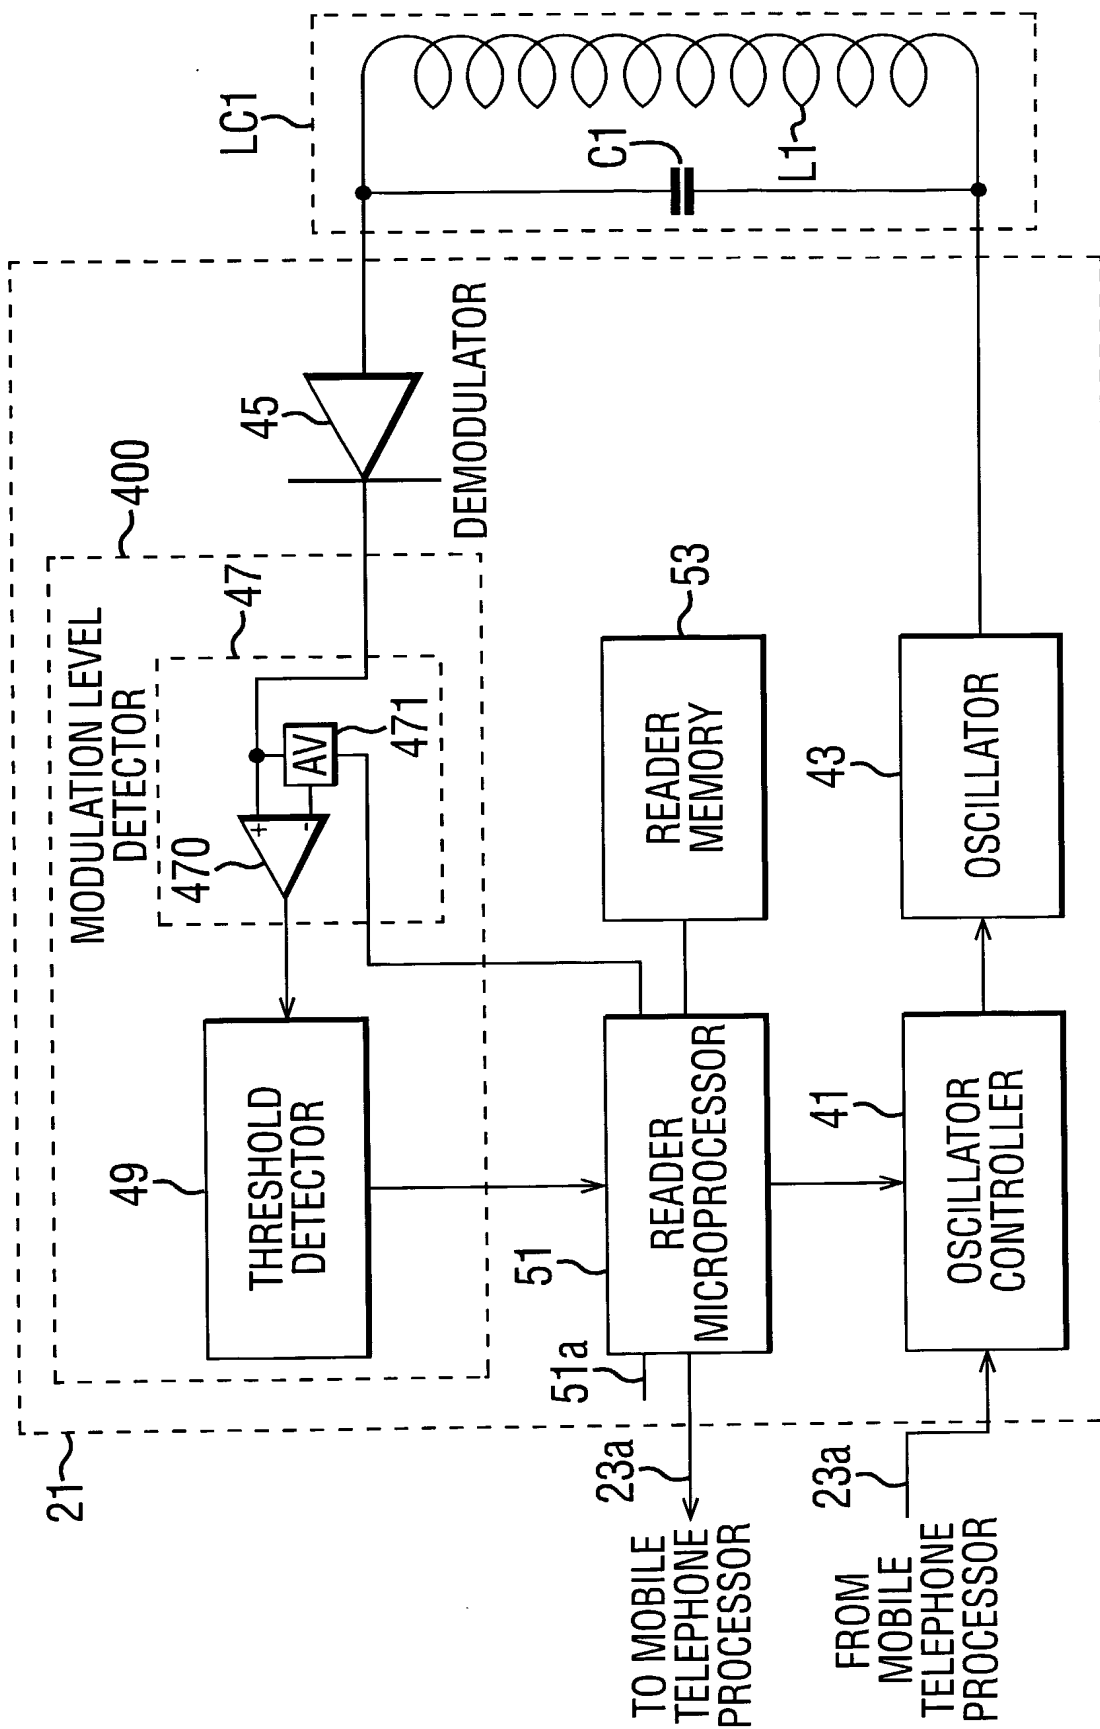 21
MODULATION LEVEL
DETECTOR
400
49
THRESHOLD
DETECTOR
470
+
-
AV
471
47
45
DEMODULATOR
LC1
C1
L1
51
51a
READER
MICROPROCESSOR
READER
MEMORY
53
23a
TO MOBILE
TELEPHONE
PROCESSOR
23a
FROM
MOBILE
TELEPHONE
PROCESSOR
41
OSCILLATOR
CONTROLLER
43
OSCILLATOR